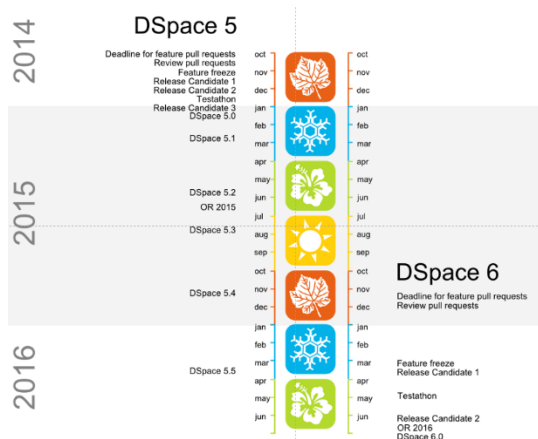 2014
DSpace 5
Deadline for feature pull requests
Review pull requests
Feature freeze
Release Candidate 1
Release Candidate 2
Testathon
Release Candidate 3
oct oct
nov nov
dec dec
2015
DSpace 5.0
DSpace 5.1
DSpace 5.2
OR 2015
DSpace 5.3
DSpace 5.4
jan jan
feb feb
mar mar
apr apr
may may
jun jun
jul jul
aug aug
sep sep
oct oct
nov nov
dec dec
DSpace 6
Deadline for feature pull requests
Review pull requests
2016
DSpace 5.5
jan jan
feb feb
mar mar
apr apr
may may
jun jun
Feature freeze
Release Candidate 1
Testathon
Release Candidate 2
OR 2016
DSpace 6.0